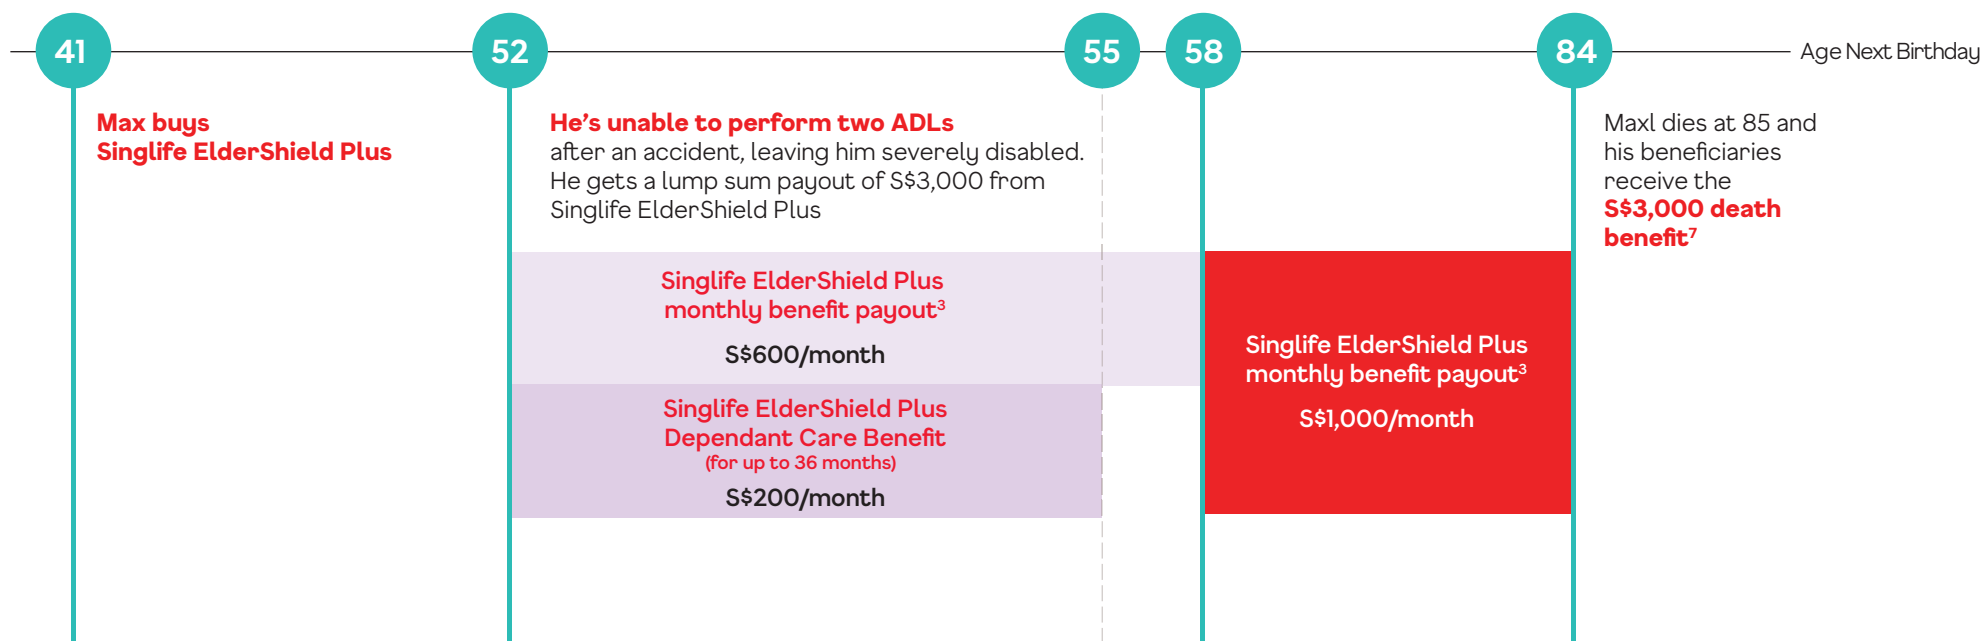 41
52
55
58
84
Age Next Birthday
Max buys
Singlife ElderShield Plus
He's unable to perform two ADLs
after an accident, leaving him severely disabled.
He gets a lump sum payout of S$3,000 from
Singlife ElderShield Plus
Maxl dies at 85 and
his beneficiaries
receive the
S$3,000 death
benefit⁷
Singlife ElderShield Plus
monthly benefit payout³
S$600/month
Singlife ElderShield Plus
Dependant Care Benefit
(for up to 36 months)
S$200/month
Singlife ElderShield Plus
monthly benefit payout³
S$1,000/month